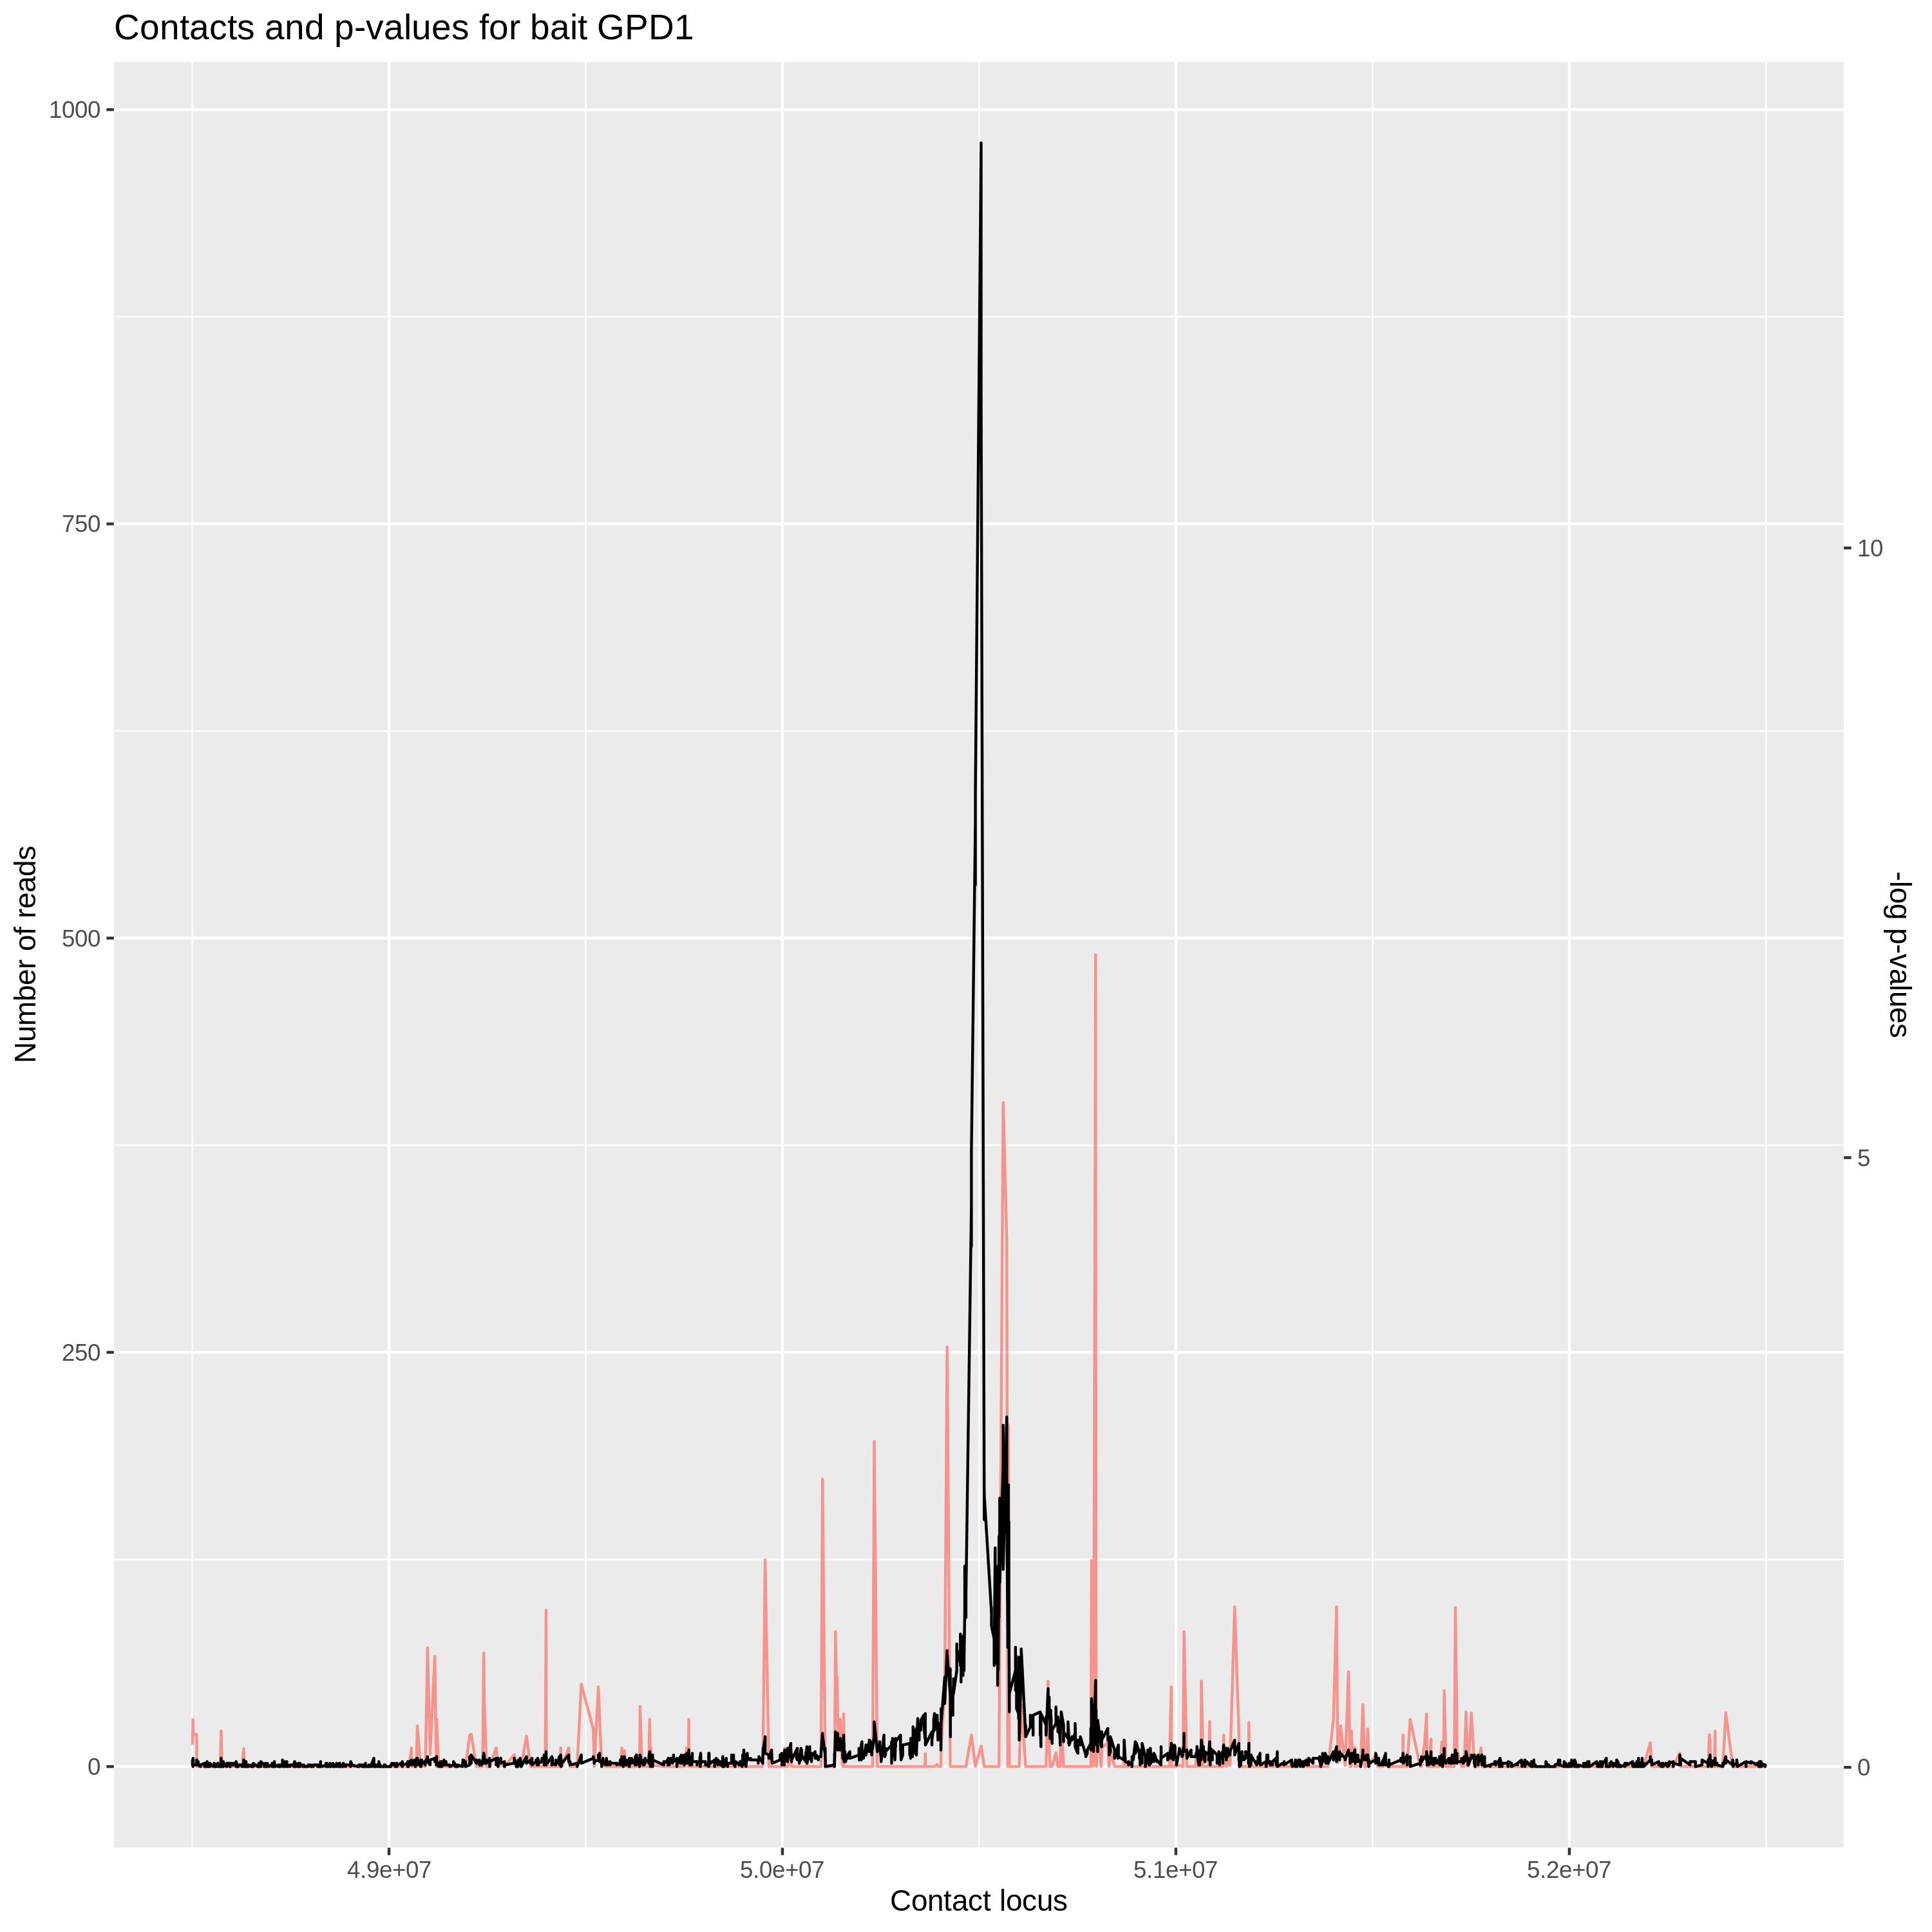 Contacts and p-values for bait GPD1
1000
750
500
250
0
Number of reads
10
5
0
-log p-values
4.9e+07
5.0e+07
5.1e+07
5.2e+07
Contact locus